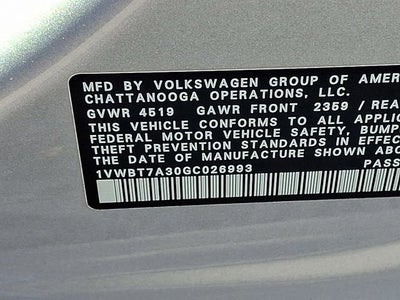 MFD BY VOLKSWAGEN GROUP OF AMER
CHATTANOOGA OPERATIONS, LLC.
GVWR 4519 GAWR FRONT 2359 / REA
THIS VEHICLE CONFORMS TO ALL APPLIC
FEDERAL MOTOR VEHICLE SAFETY, BUMP
THEFT PREVENTION STANDARDS IN EFFEC
THE DATE OF MANUFACTURE SHOWN ABO
1VWBT7A30GC026993 PASS